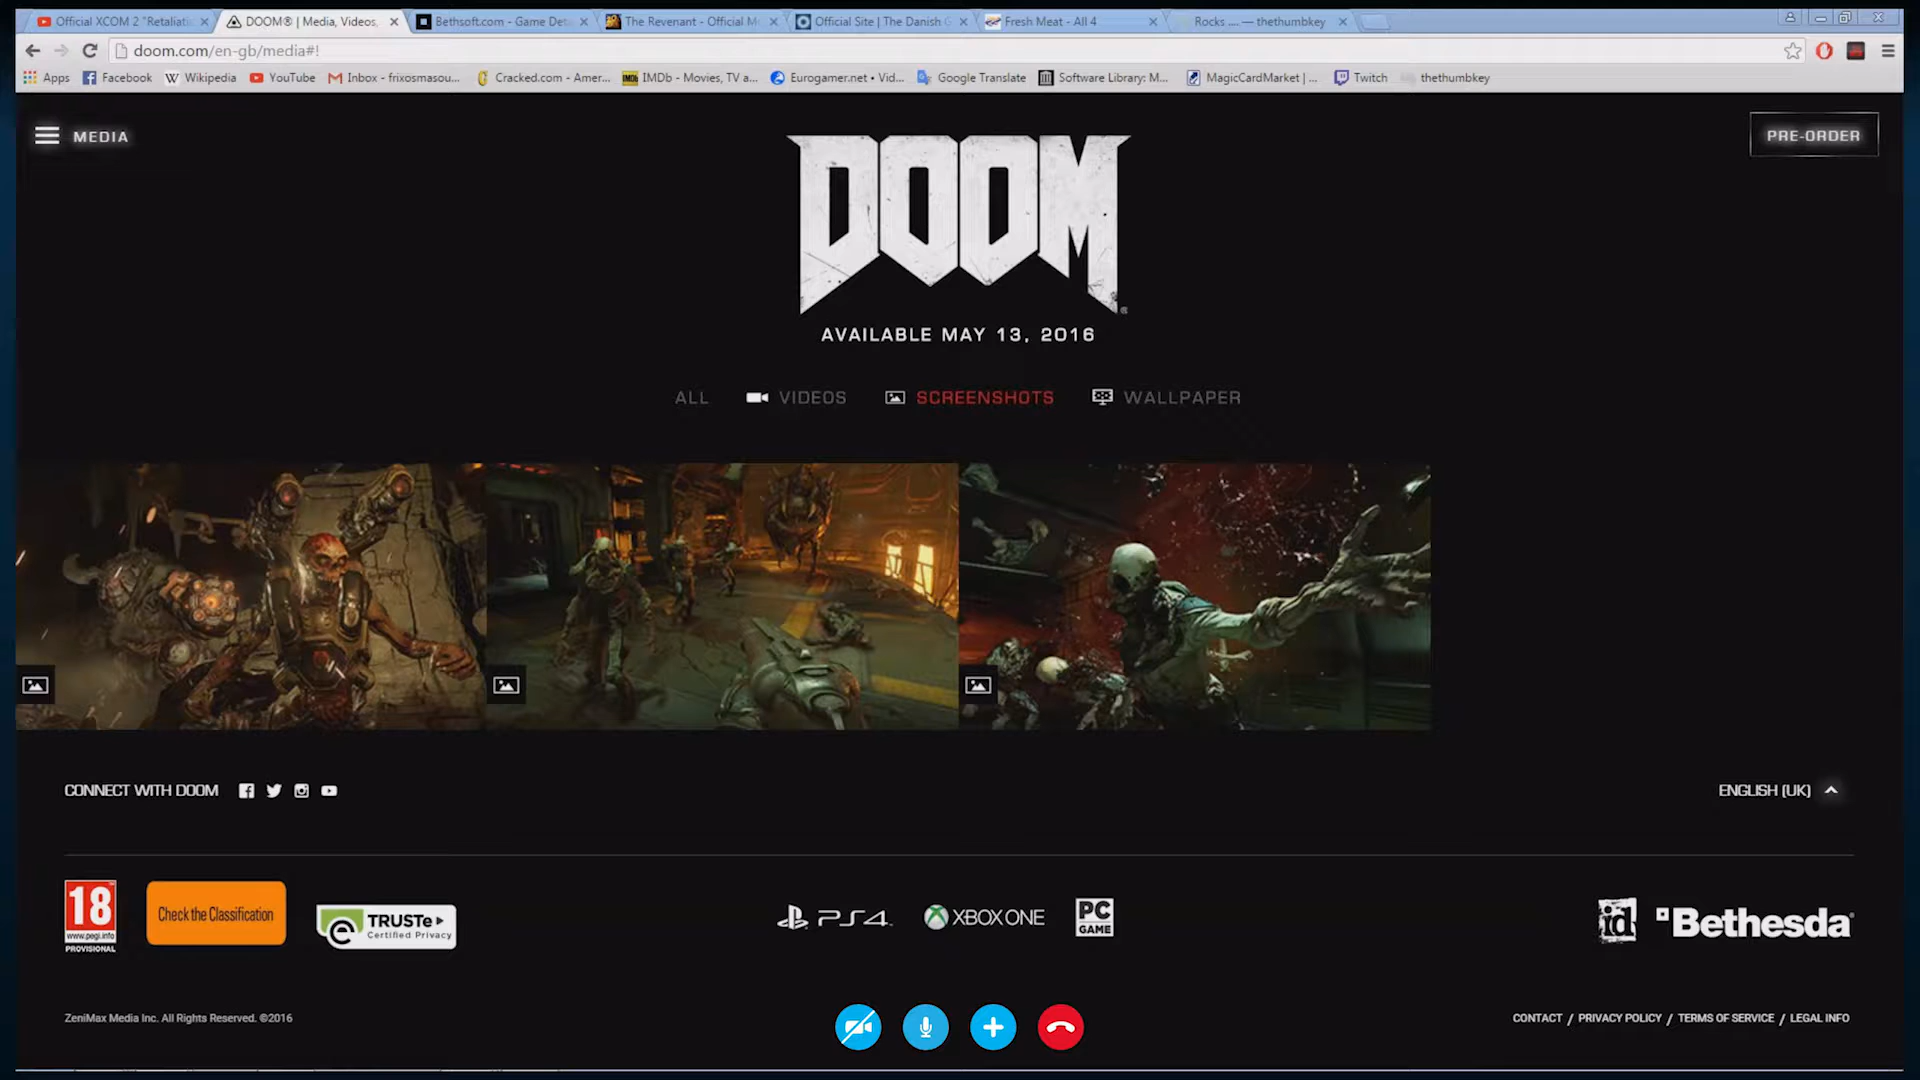 Official XCOM 2 "Retaliati
DOOM® | Media, Videos,
Bethsoft.com - Game Det
The Revenant - Official M
Official Site | The Danish G
Fresh Meat - All 4
Rocks .... — thethumbkey
doom.com/en-gb/media#!
Apps
Facebook
Wikipedia
YouTube
Inbox - frixosmasou...
Cracked.com - Amer...
IMDb - Movies, TV a...
Eurogamer.net • Vid...
Google Translate
Software Library: M...
MagicCardMarket | ...
Twitch
thethumbkey
MEDIA
PRE-ORDER
DOOM®
AVAILABLE MAY 13, 2016
ALL
VIDEOS
SCREENSHOTS
WALLPAPER
CONNECT WITH DOOM
ENGLISH (UK)
18
www.pegi.info
PROVISIONAL
Check the Classification
TRUSTe
Certified Privacy
PS4
XBOX ONE
PC
GAME
id
Bethesda
ZeniMax Media Inc. All Rights Reserved. ©2016
CONTACT / PRIVACY POLICY / TERMS OF SERVICE / LEGAL INFO